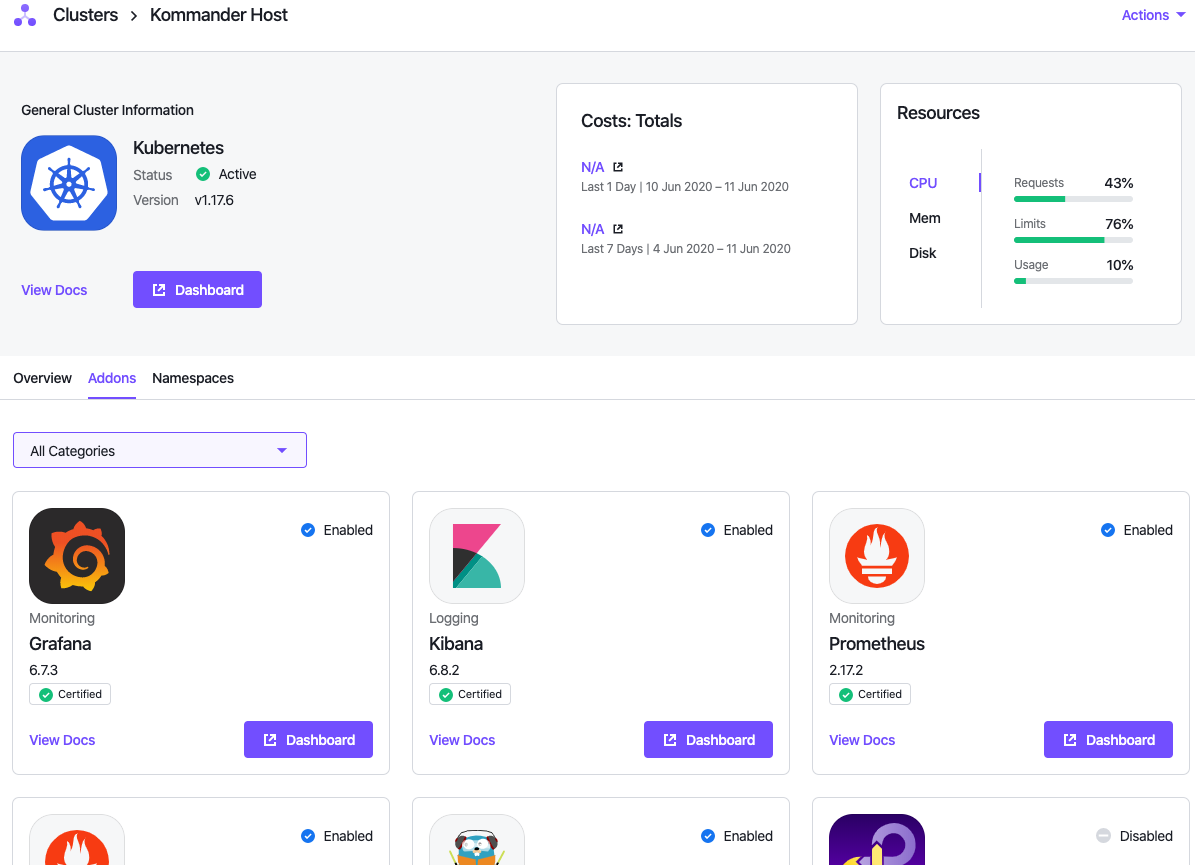 Clusters › Kommander Host
Actions
General Cluster Information
Kubernetes
Status Active
Version v1.17.6
View Docs
Dashboard
Costs: Totals
N/A
Last 1 Day | 10 Jun 2020 – 11 Jun 2020
N/A
Last 7 Days | 4 Jun 2020 – 11 Jun 2020
Resources
CPU
Mem
Disk
Requests 43%
Limits 76%
Usage 10%
Overview Addons Namespaces
All Categories
Enabled
Monitoring
Grafana
6.7.3
Certified
View Docs
Dashboard
Enabled
Logging
Kibana
6.8.2
Certified
View Docs
Dashboard
Enabled
Monitoring
Prometheus
2.17.2
Certified
View Docs
Dashboard
Enabled
Enabled
Disabled